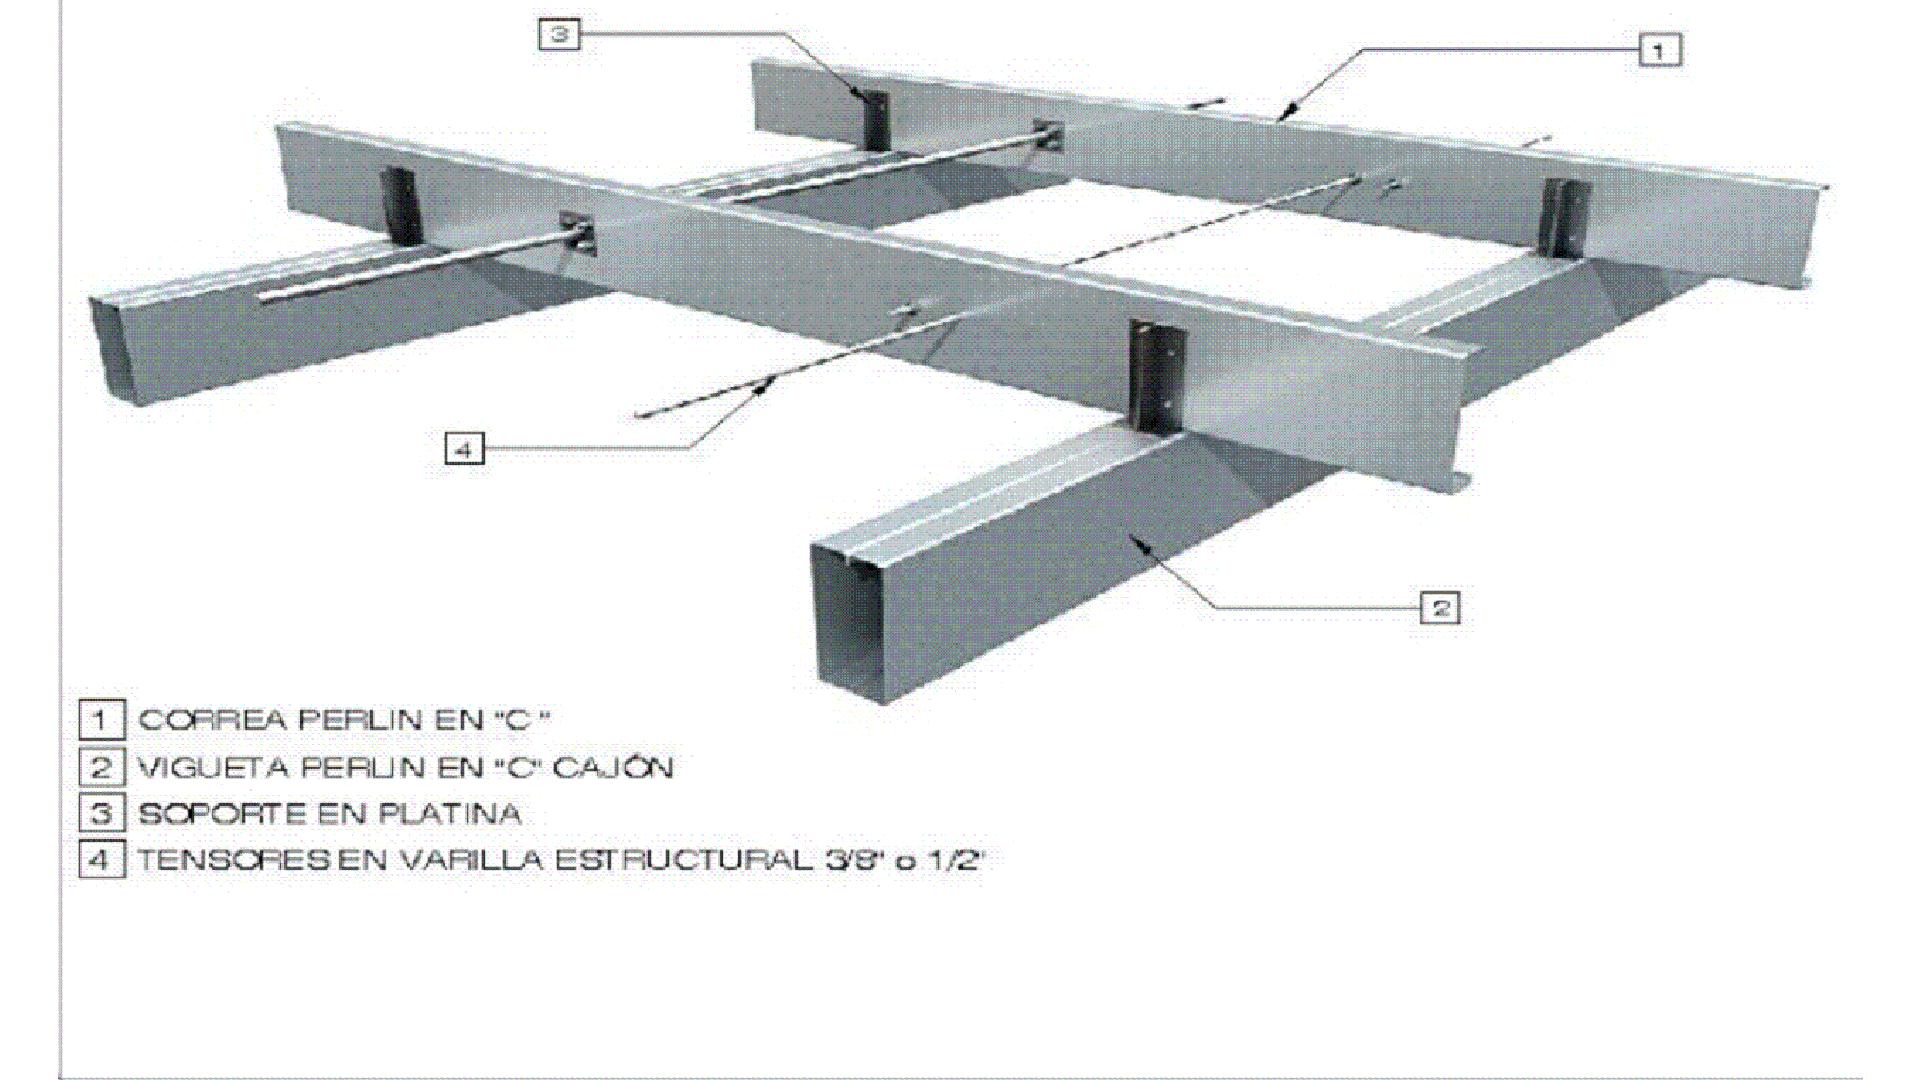 3
1
4
2
1 CORREA PERLIN EN "C "
2 VIGUETA PERLIN EN "C" CAJÓN
3 SOPORTE EN PLATINA
4 TENSORES EN VARILLA ESTRUCTURAL 3/8" o 1/2"